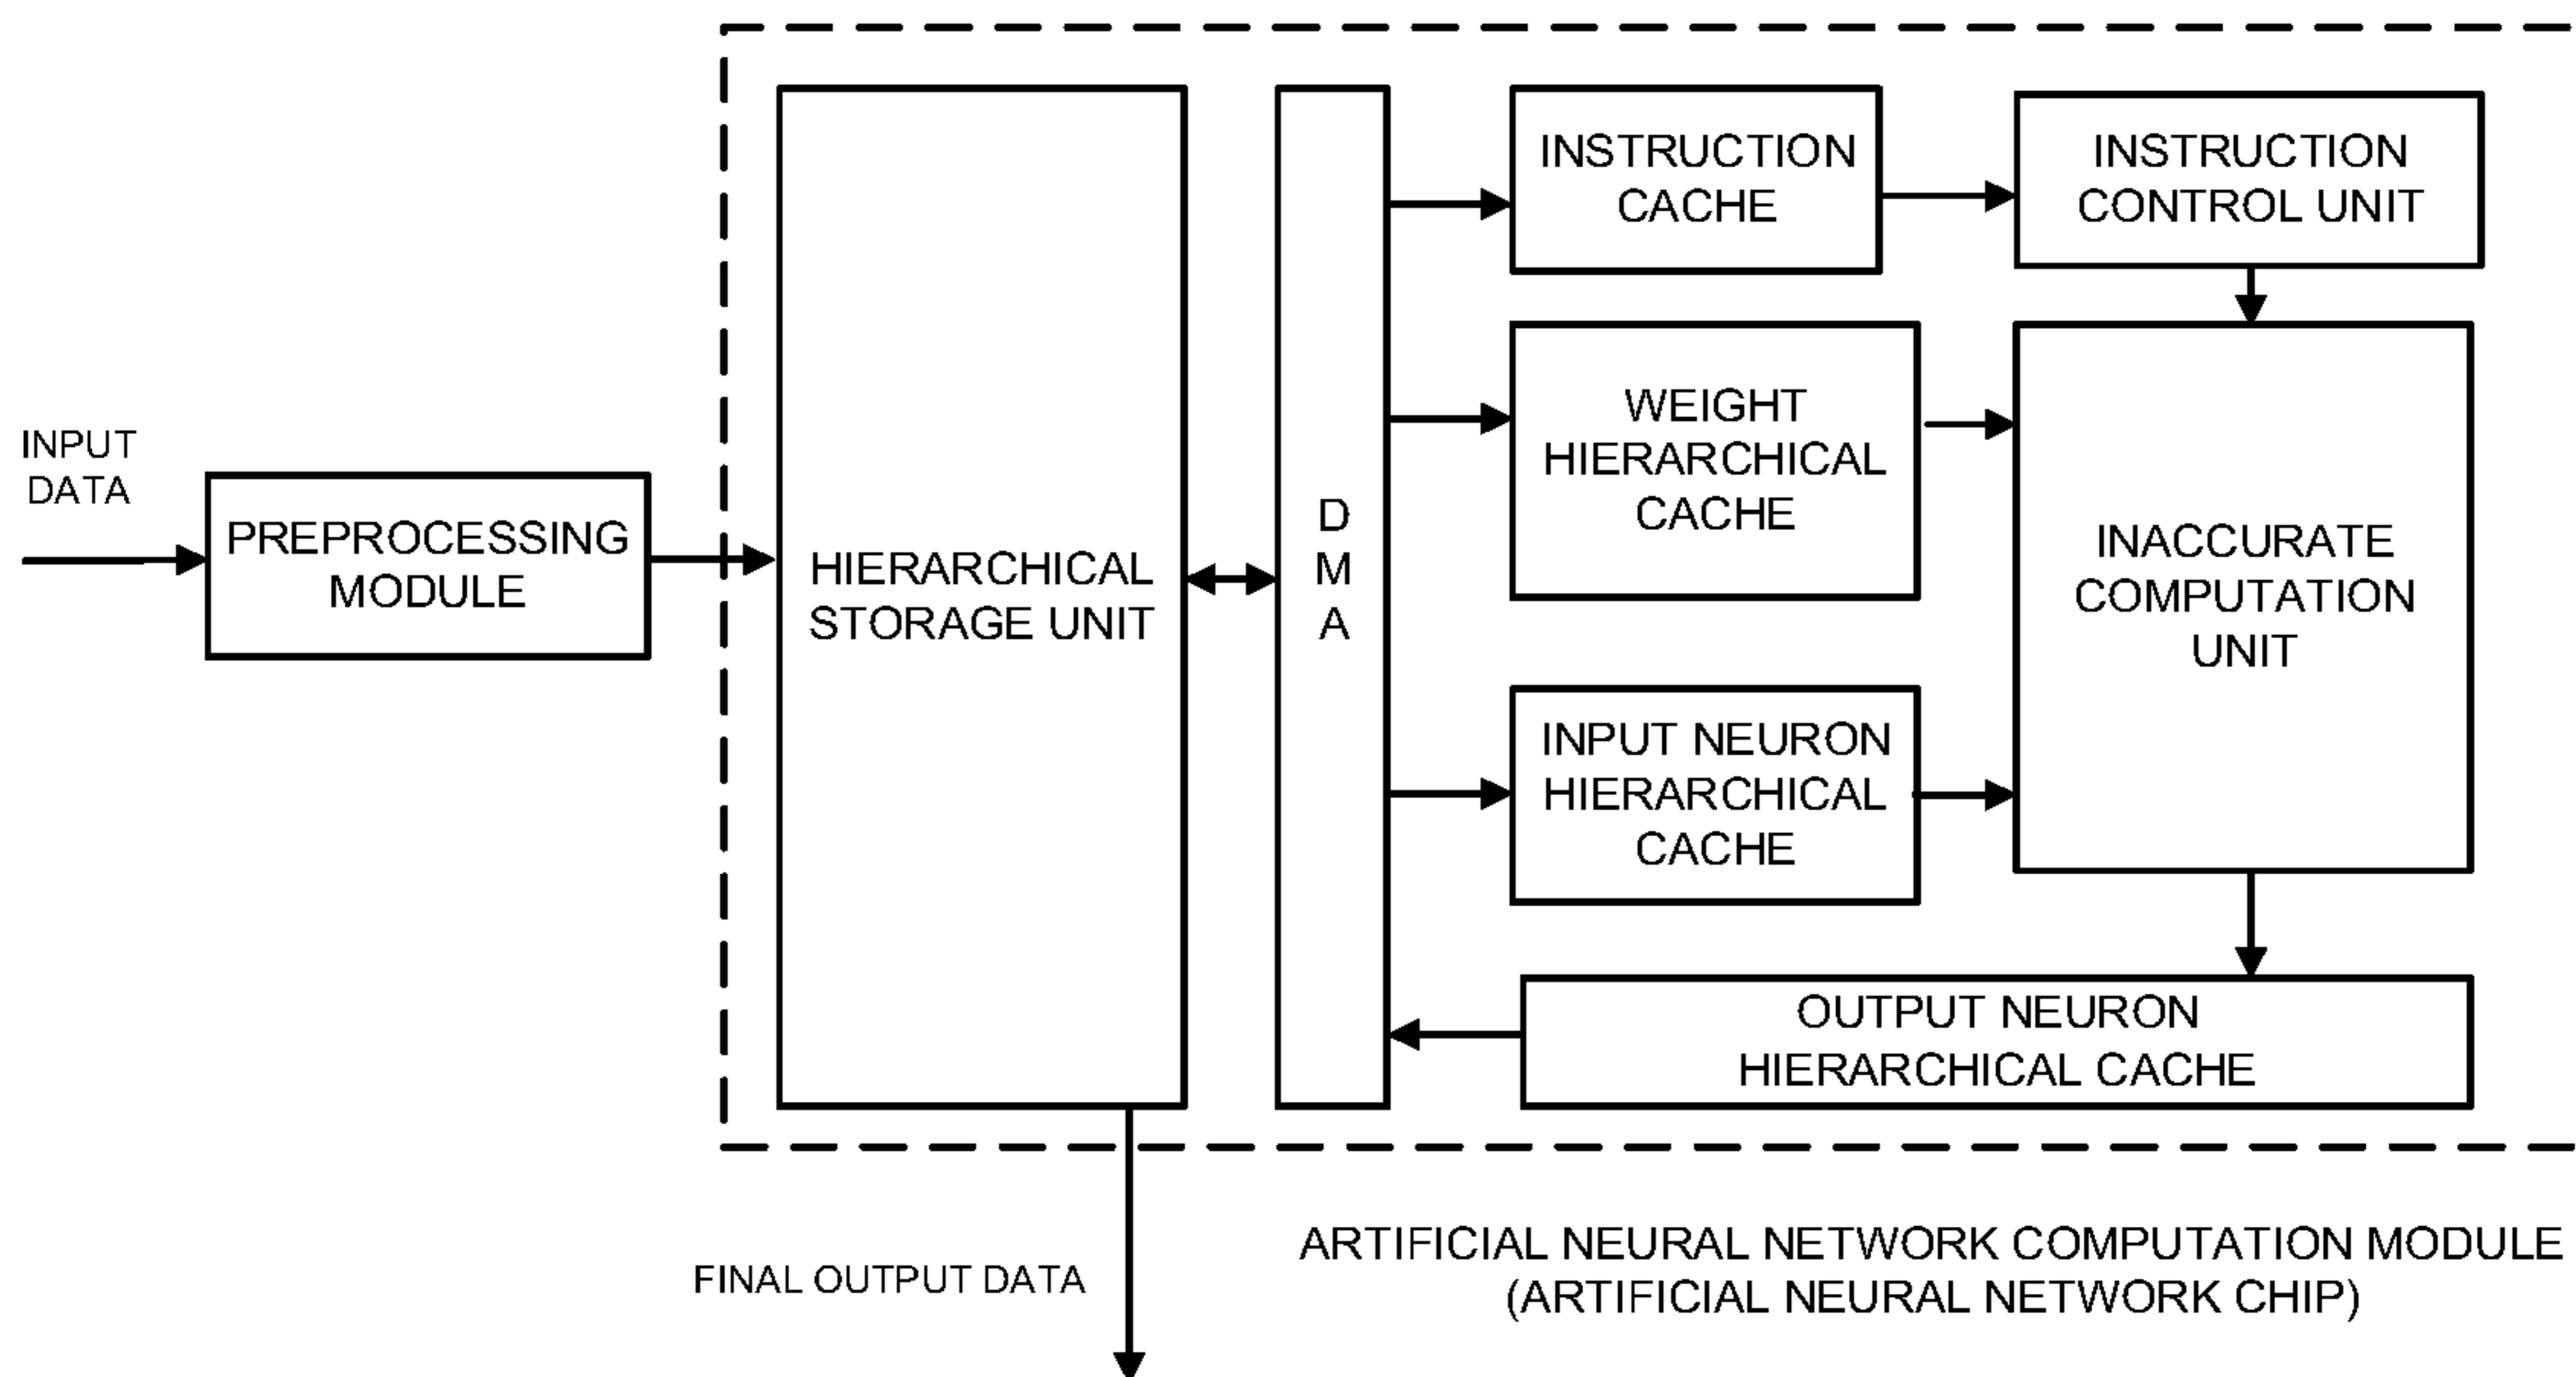 INPUT
DATA
PREPROCESSING
MODULE
HIERARCHICAL
STORAGE UNIT
D
M
A
INSTRUCTION
CACHE
INSTRUCTION
CONTROL UNIT
WEIGHT
HIERARCHICAL
CACHE
INACCURATE
COMPUTATION
UNIT
INPUT NEURON
HIERARCHICAL
CACHE
OUTPUT NEURON
HIERARCHICAL CACHE
FINAL OUTPUT DATA
ARTIFICIAL NEURAL NETWORK COMPUTATION MODULE
(ARTIFICIAL NEURAL NETWORK CHIP)